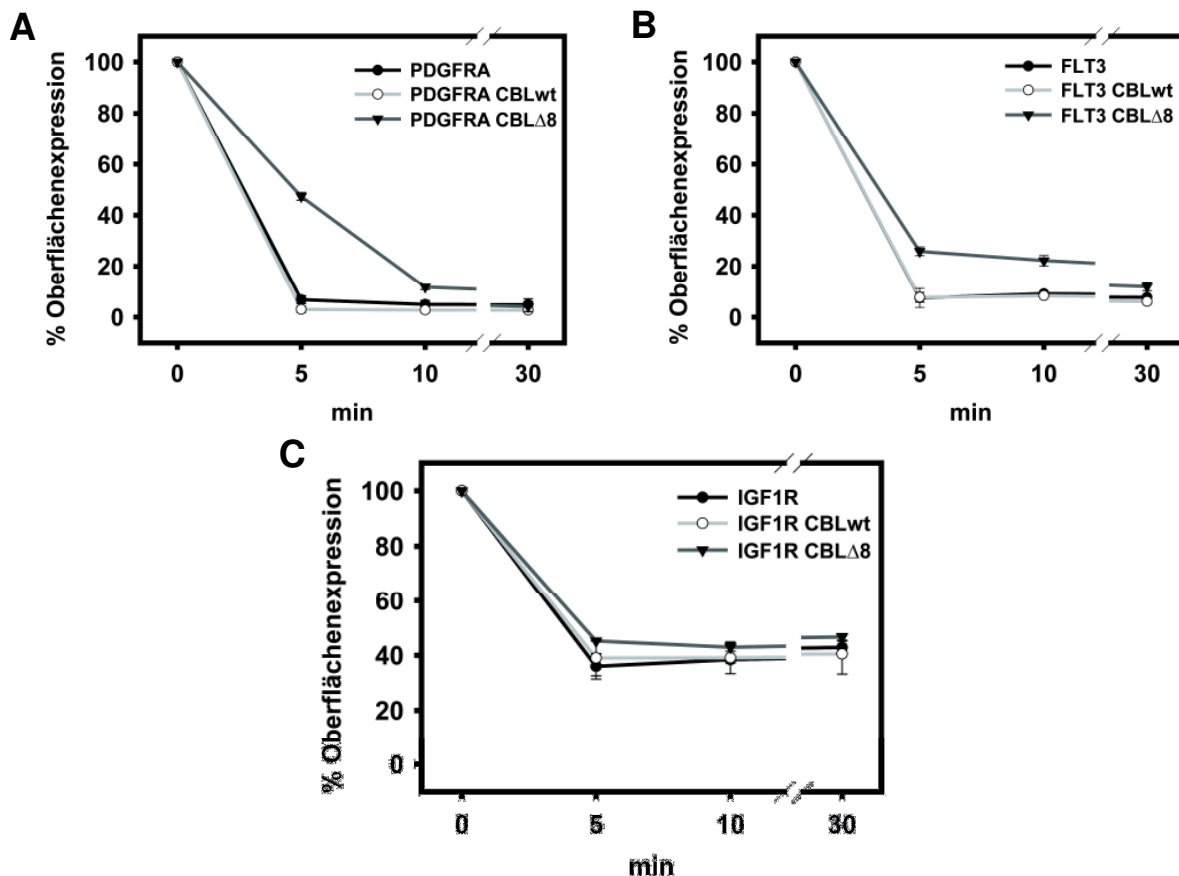 A
% Oberflächenexpression
100
80
60
40
20
0
PDGFRA
PDGFRA CBLwt
PDGFRA CBLΔ8
0 5 10 30
min
B
% Oberflächenexpression
100
80
60
40
20
0
FLT3
FLT3 CBLwt
FLT3 CBLΔ8
0 5 10 30
min
C
% Oberflächenexpression
100
80
60
40
20
0
IGF1R
IGF1R CBLwt
IGF1R CBLΔ8
0 5 10 30
min